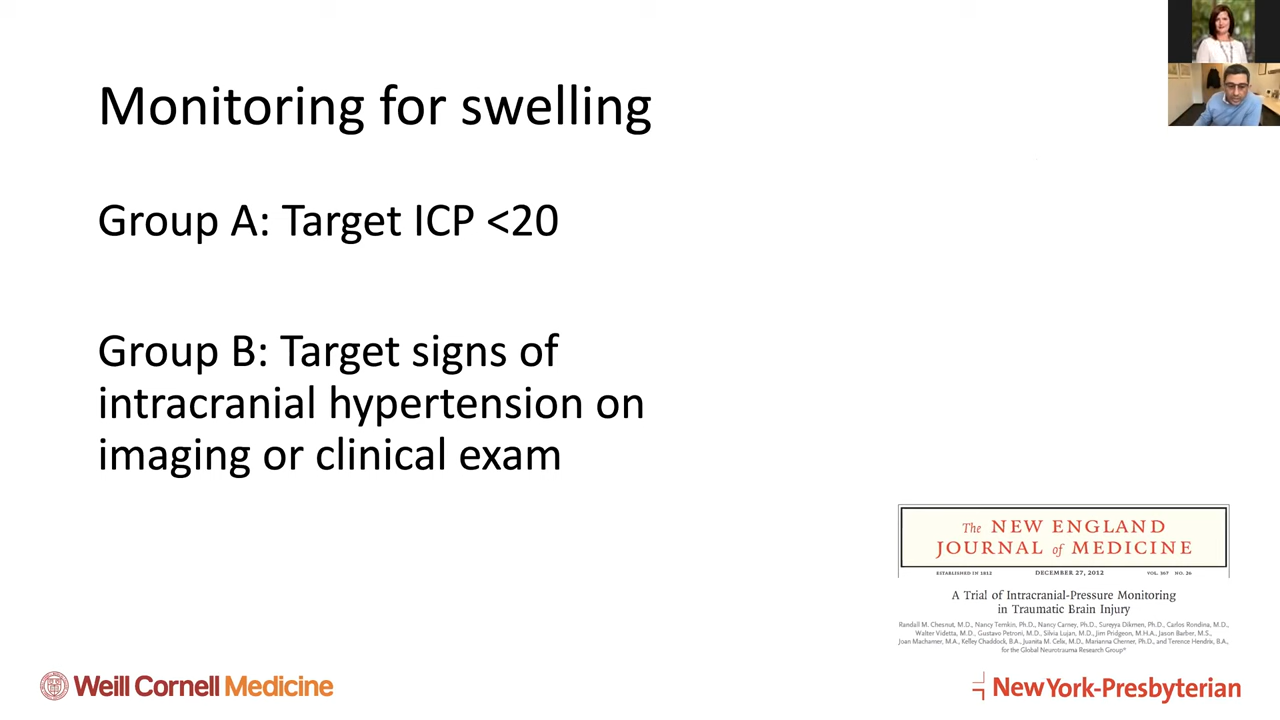 Monitoring for swelling
Group A: Target ICP <20
Group B: Target signs of
intracranial hypertension on
imaging or clinical exam
The NEW ENGLAND
JOURNAL of MEDICINE
ESTABLISHED IN 1812 DECEMBER 27, 2012 VOL. 367 NO. 26
A Trial of Intracranial-Pressure Monitoring
in Traumatic Brain Injury
Randall M. Chesnut, M.D., Nancy Temkin, Ph.D., Nancy Carney, Ph.D., Sureyya Dikmen, Ph.D., Carlos Rondina, M.D.,
Walter Videtta, M.D., Gustavo Petroni, M.D., Silvia Lujan, M.D., Jim Pridgeon, M.H.A., Jason Barber, M.S.,
Joan Machamer, M.A., Kelley Chaddock, B.A., Juanita M. Celix, M.D., Marianna Cherner, Ph.D., and Terence Hendrix, B.A.,
for the Global Neurotrauma Research Group*
Weill Cornell Medicine
NewYork-Presbyterian